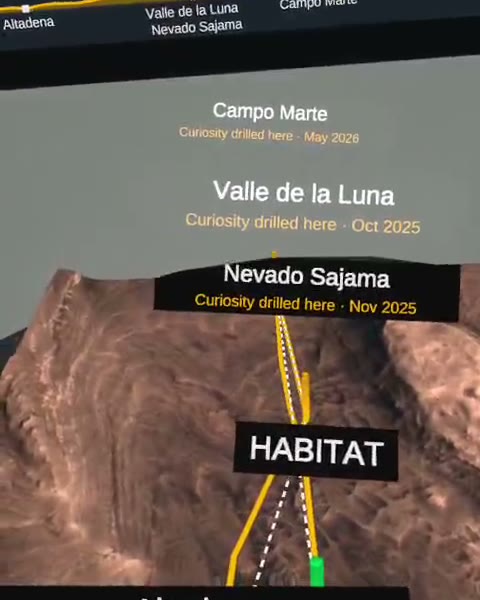 Altadena
Valle de la Luna
Nevado Sajama
Campo Marte
Campo Marte
Curiosity drilled here · May 2026
Valle de la Luna
Curiosity drilled here · Oct 2025
Nevado Sajama
Curiosity drilled here · Nov 2025
HABITAT